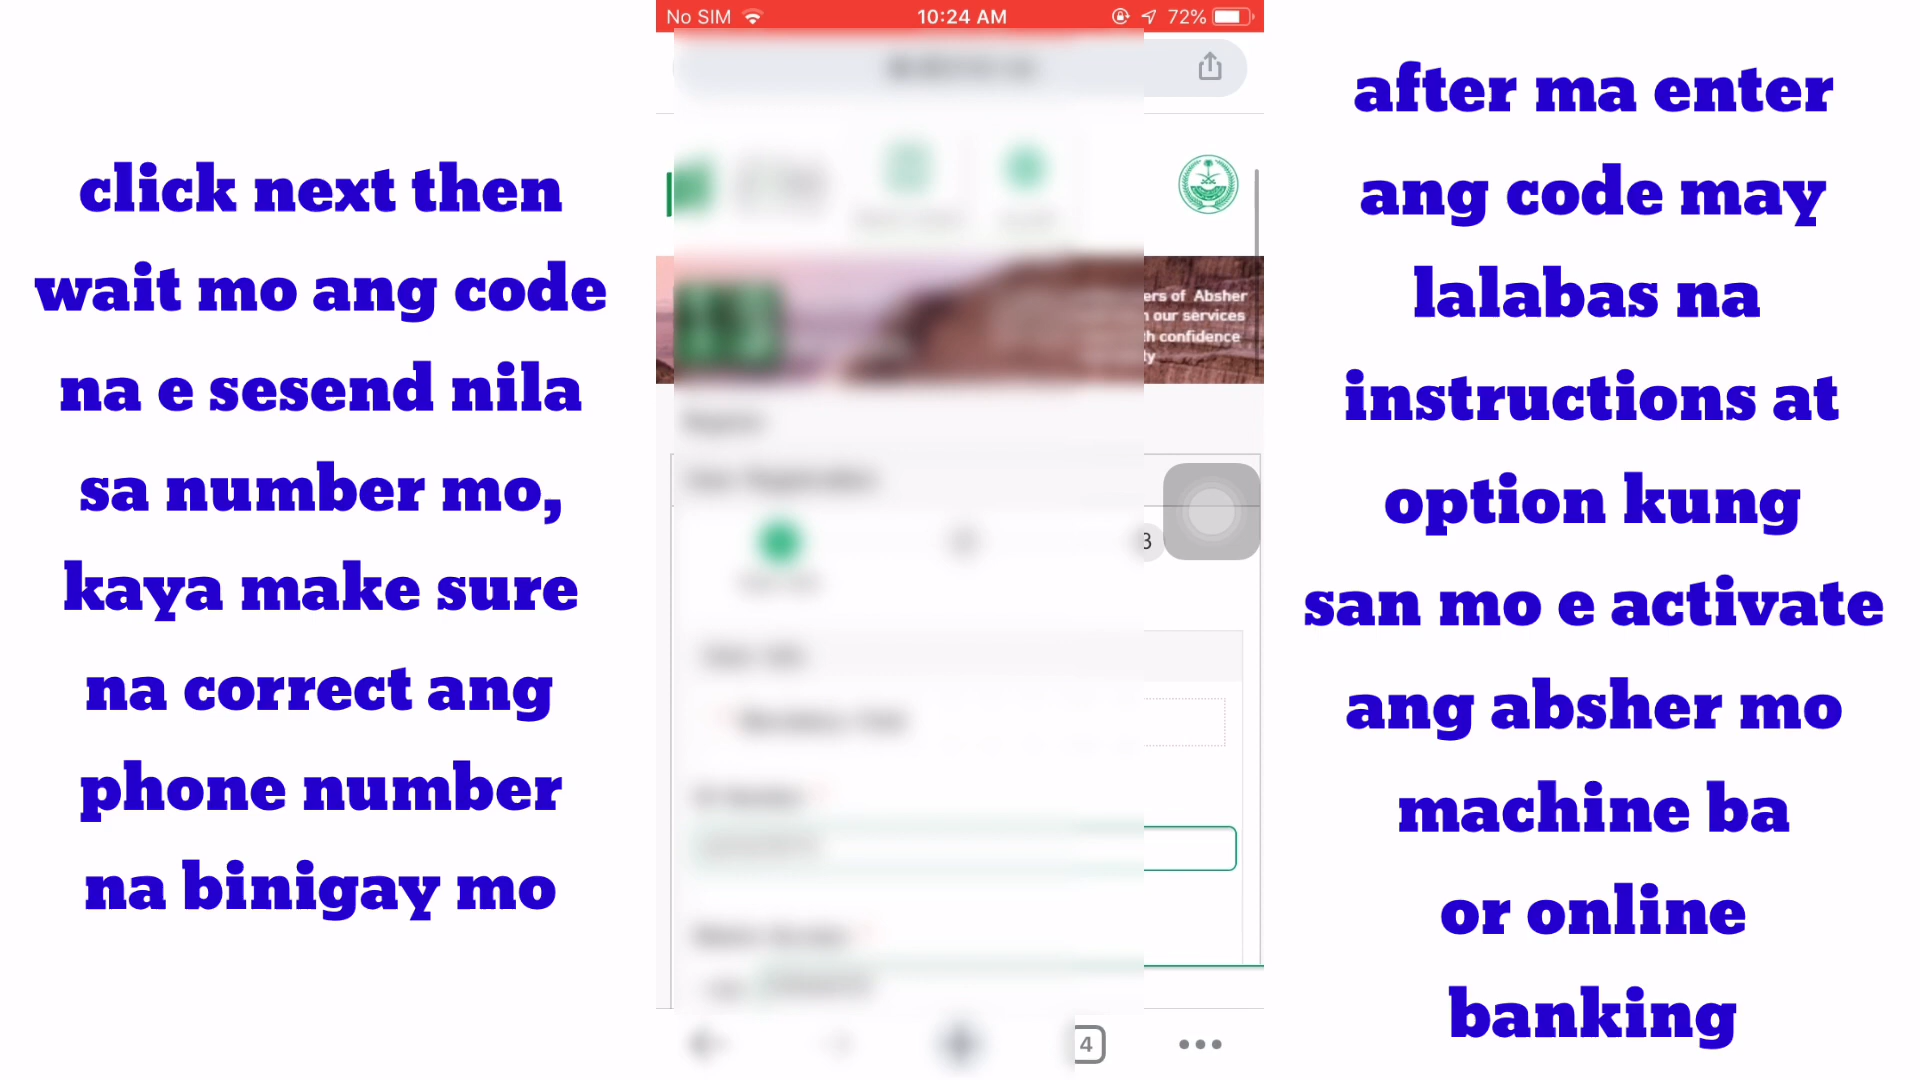 click next then
wait mo ang code
na e sesend nila
sa number mo,
kaya make sure
na correct ang
phone number
na binigay mo
No SIM
10:24 AM
72%
of Absher
our services
confidence
4
after ma enter
ang code may
lalabas na
instructions at
option kung
san mo e activate
ang absher mo
machine ba
or online
banking